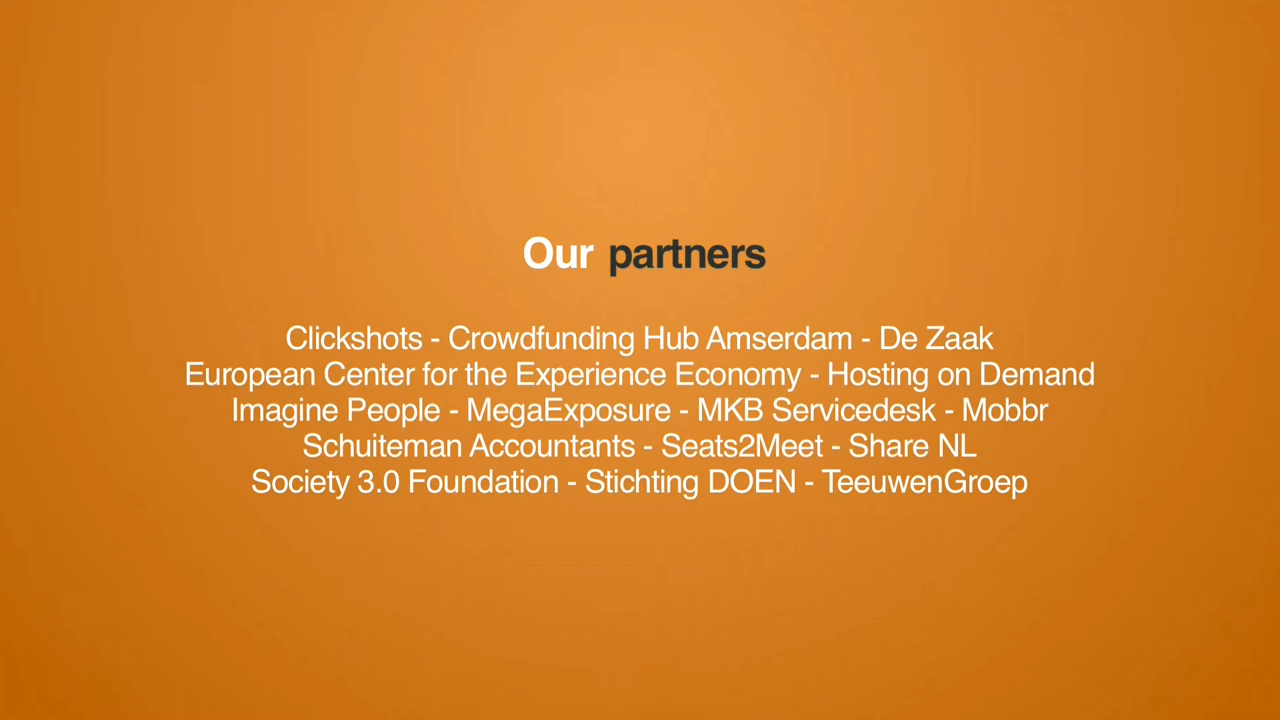 Our partners
Clickshots - Crowdfunding Hub Amserdam - De Zaak
European Center for the Experience Economy - Hosting on Demand
Imagine People - MegaExposure - MKB Servicedesk - Mobbr
Schuiteman Accountants - Seats2Meet - Share NL
Society 3.0 Foundation - Stichting DOEN - TeeuwenGroep